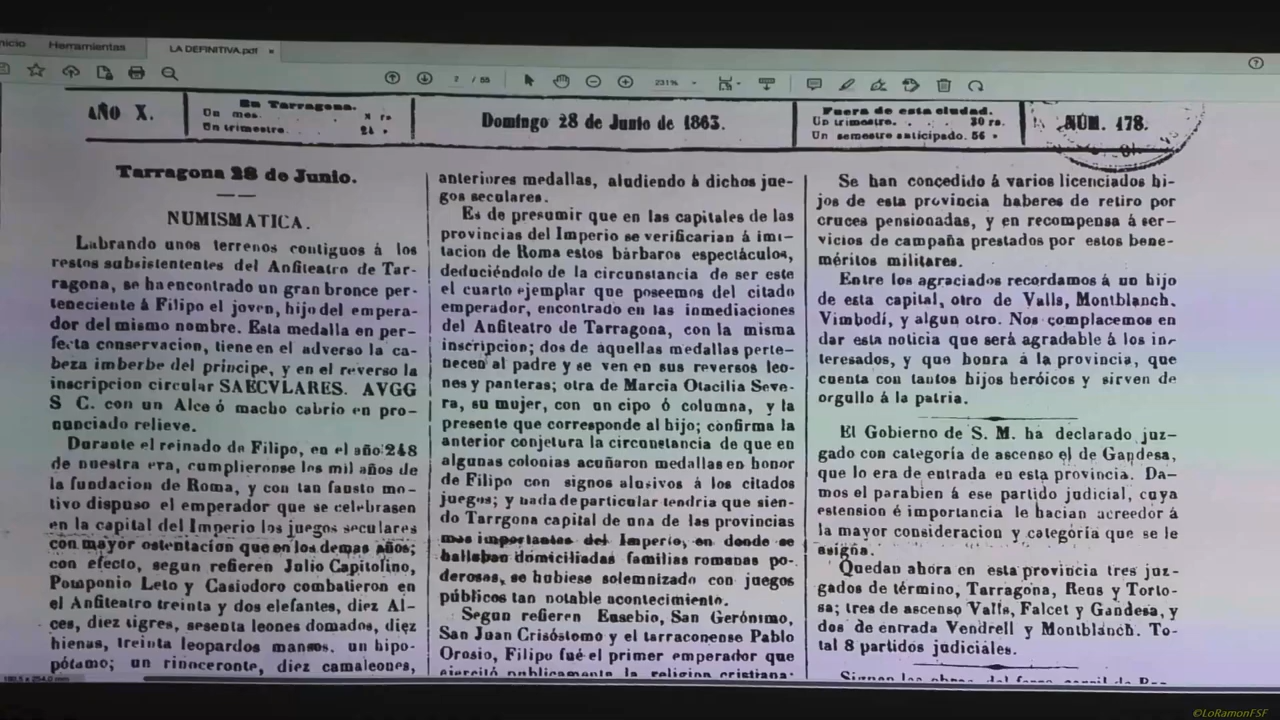 nicio Herramientas LA DEFINITIVA.pdf ×
7 / 55 231%
AÑO X.
En Tarragona.
Un mes. x rs
Un trimestre. 24 »
Domingo 28 de Junio de 1863.
Fuera de esta ciudad.
Un trimestre. . . 30 rs.
Un semestre anticipado. 56 »
NÚM. 178.
Tarragona 28 de Junio.
NUMISMATICA.
Labrando unos terrenos contiguos á los
restos subsistententes del Anfiteatro de Tar-
ragona, se ha encontrado un gran bronce per-
teneciente á Filipo el joven, hijo del empera-
dor del mismo nombre. Esta medalla en per-
fecta conservacion, tiene en el adverso la ca-
beza imberbe del príncipe, y en el reverso la
inscripcion circular SAECVLARES. AVGG
S C. con un Alce ó macho cabrio en pro-
nunciado relieve.
Durante el reinado de Filipo, en el año 248
de nuestra era, cumplieronse los mil años de
la fundacion de Roma, y con tan fausto mo-
tivo dispuso el emperador que se celebrasen
en la capital del Imperio los juegos seculares
con mayor ostentacion que en los demas años;
con efecto, segun refieren Julio Capitolino,
Pomponio Leto y Casiodoro combatieron en
el Anfiteatro treinta y dos elefantes, diez Al-
ces, diez tigres, sesenta leones domados, diez
hienas, treinta leopardos mansos, un hipo-
pótamo; un rinoceronte, diez camaleones,
anteriores medallas, aludiendo á dichos jue-
gos seculares.
Es de presumir que en las capitales de las
provincias del Imperio se verificarian á imi-
tacion de Roma estos bárbaros espectáculos,
deduciéndolo de la circunstancia de ser este
el cuarto ejemplar que poseemos del citado
emperador, encontrado en las inmediaciones
del Anfiteatro de Tarragona, con la misma
inscripcion; dos de aquellas medallas perte-
necen al padre y se ven en sus reversos leo-
nes y panteras; otra de Marcia Otacilia Seve-
ra, su mujer, con un cipo ó columna, y la
presente que corresponde al hijo; confirma la
anterior conjetura la circunstancia de que en
algunas colonias acuñaron medallas en honor
de Filipo con signos alusivos á los citados
juegos; y nada de particular tendria que sien-
do Tarrgona capital de una de las provincias
mas importantes del Imperio, en donde se
hallaban domiciliadas familias romanas po-
derosas, se hubiese solemnizado con juegos
públicos tan notable acontecimiento.
Segun refieren Eusebio, San Gerónimo,
San Juan Crisóstomo y el tarraconense Pablo
Orosio, Filipo fué el primer emperador que
ejercitó publicamente la religion cristiana;
Se han concedido á varios licenciados hi-
jos de esta provincia haberes de retiro por
cruces pensionadas, y en recompensa á ser-
vicios de campaña prestados por estos bene-
méritos militares.
Entre los agraciados recordamos á un hijo
de esta capital, otro de Valls, Montblanch.
Vimbodí, y algun otro. Nos complacemos en
dar esta noticia que será agradable á los in-
teresados, y que honra á la provincia, que
cuenta con tantos hijos heróicos y sirven de
orgullo á la patria.
El Gobierno de S. M. ha declarado juz-
gado con categoría de ascenso el de Gandesa,
que lo era de entrada en esta provincia. Da-
mos el parabien á ese partido judicial, cuya
estension é importancia le hacian acreedor á
la mayor consideracion y categoría que se le
asigna.
Quedan ahora en esta provincia tres juz-
gados de término, Tarragona, Reus y Torto-
sa; tres de ascenso Valls, Falcet y Gandesa, y
dos de entrada Vendrell y Montblanch. To-
tal 8 partidos judiciales.
©LoRamonFSF